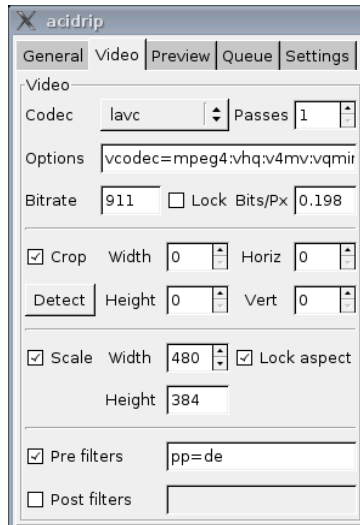 acidrip
General Video Preview Queue Settings
Video
Codec lavc Passes 1
Options vcodec=mpeg4:vhq:v4mv:vqmin
Bitrate 911 Lock Bits/Px 0.198
Crop Width 0 Horiz 0
Detect Height 0 Vert 0
Scale Width 480 Lock aspect
Height 384
Pre filters pp=de
Post filters